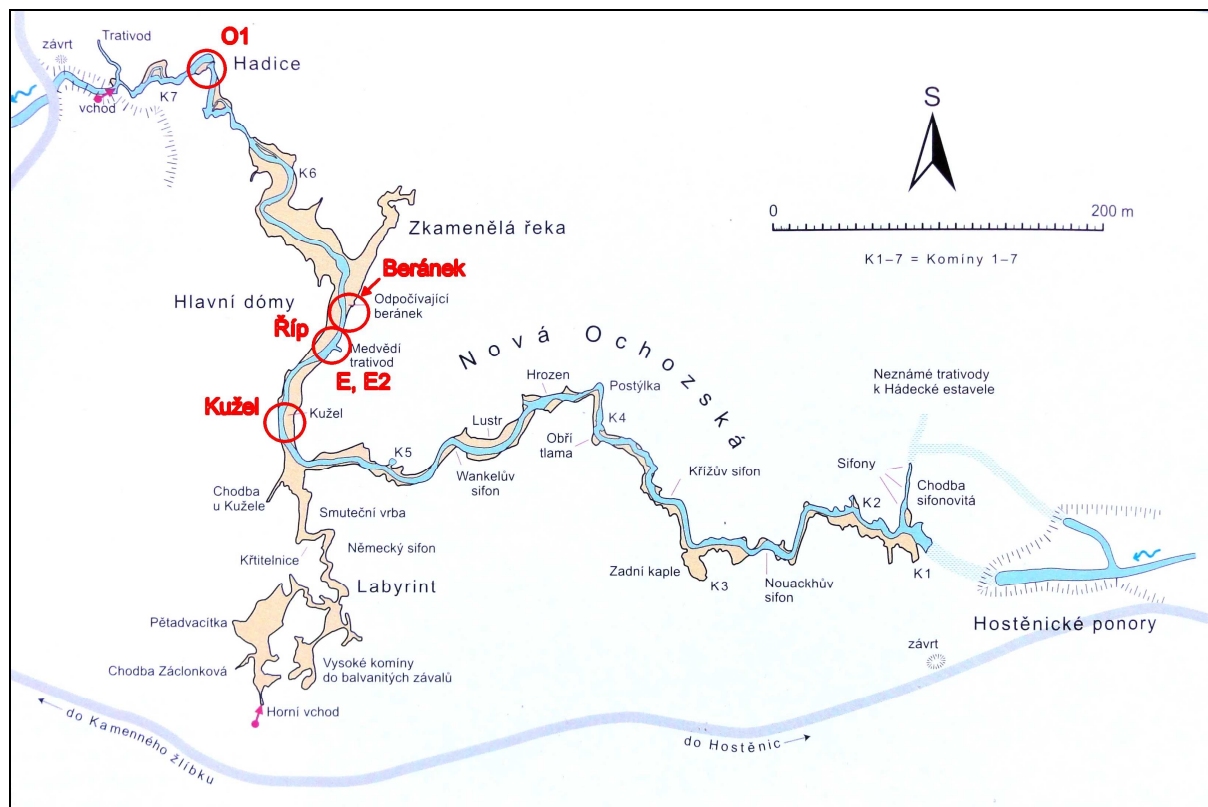 O1
Trativod
závrt
Hadice
K7
vchod
S
K6
0
200 m
Zkamenělá řeka
K1–7 = Komíny 1–7
Beránek
Hlavní dómy
Odpočívající
beránek
Říp
Medvědí
trativod
E, E2
Nová Ochozská
Neznámé trativody
k Hádecké estavele
Hrozen
Postýlka
Kužel
Kužel
Lustr
K4
Obří
tlama
K5
Wankelův
sifon
Křížův sifon
Sifony
Chodba
sifonovitá
Chodba
u Kužele
K2
Smuteční vrba
Křtitelnice
Německý sifon
Zadní kaple
K3
Nouackhův
sifon
K1
Labyrint
Pětadvacítka
Hostěnické ponory
Chodba Záclonková
Vysoké komíny
do balvanitých závalů
závrt
Horní vchod
do Kamenného žlíbku
do Hostěnic